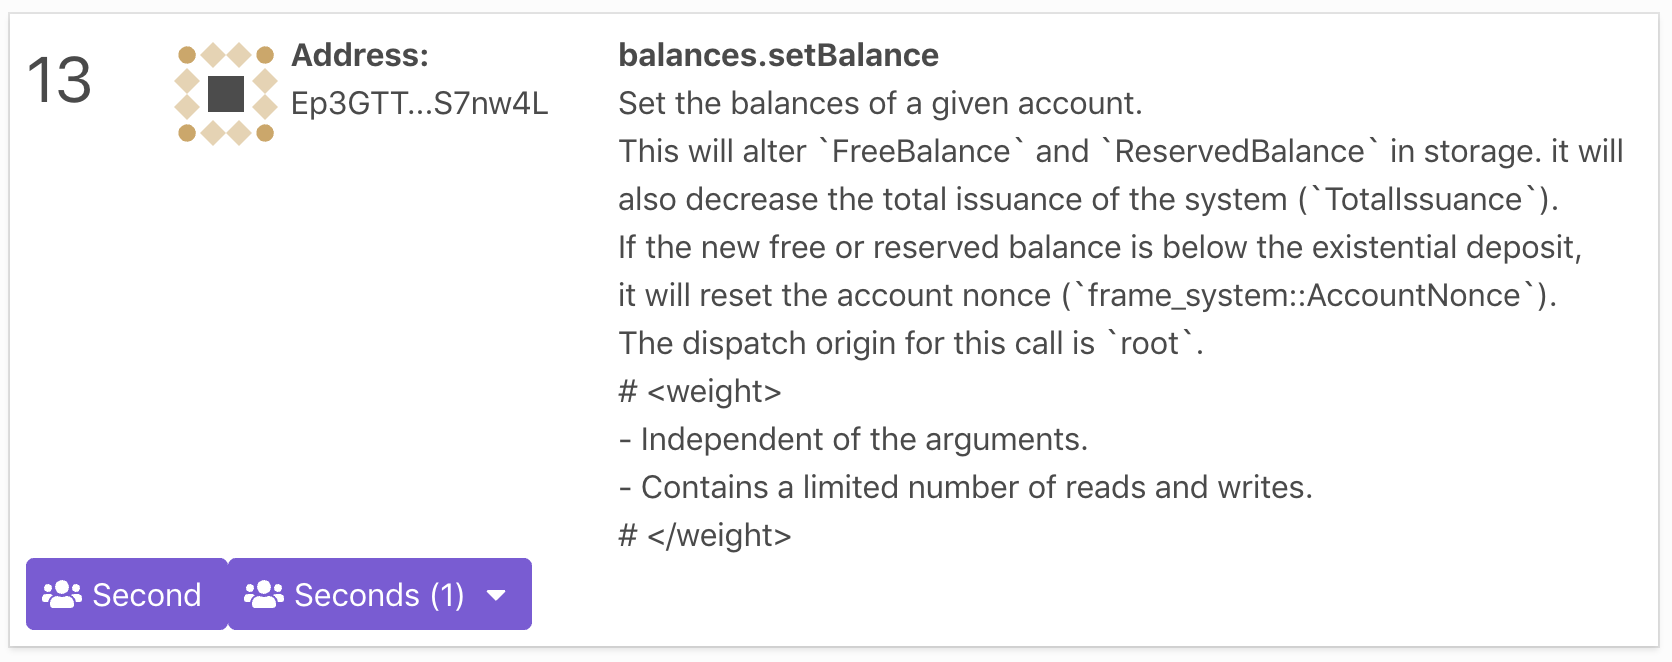 13
Address:
Ep3GTT...S7nw4L
balances.setBalance
Set the balances of a given account.
This will alter `FreeBalance` and `ReservedBalance` in storage. it will
also decrease the total issuance of the system (`TotalIssuance`).
If the new free or reserved balance is below the existential deposit,
it will reset the account nonce (`frame_system::AccountNonce`).
The dispatch origin for this call is `root`.
# <weight>
- Independent of the arguments.
- Contains a limited number of reads and writes.
# </weight>
Second
Seconds (1)